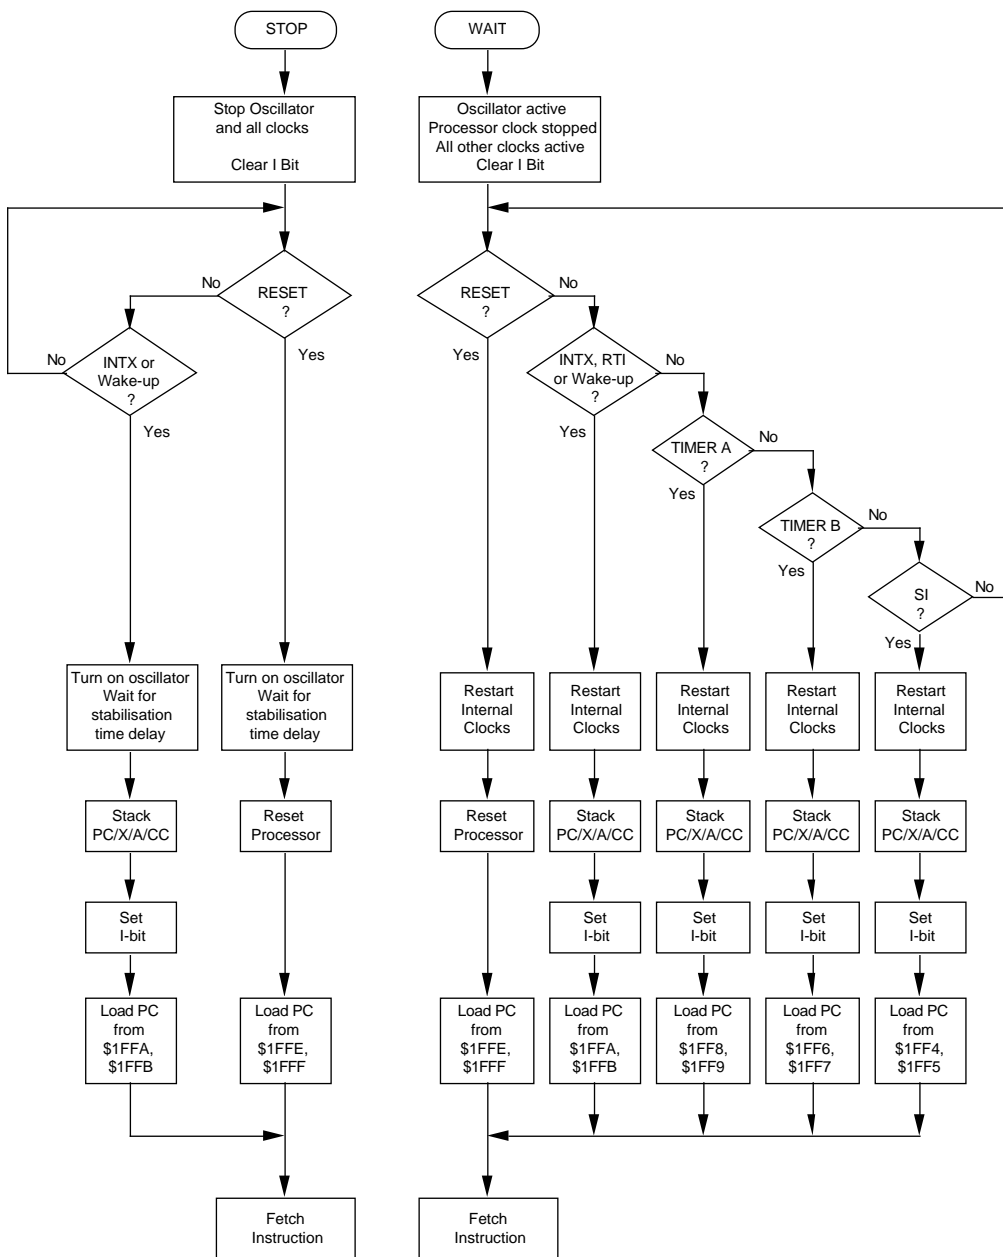 STOP
WAIT
Stop Oscillator
and all clocks
Clear I Bit
Oscillator active
Processor clock stopped
All other clocks active
Clear I Bit
RESET
?
No
Yes
INTX or
Wake-up
?
No
Yes
RESET
?
No
Yes
INTX, RTI
or Wake-up
?
No
Yes
TIMER A
?
No
Yes
TIMER B
?
No
Yes
SI
?
No
Yes
Turn on oscillator
Wait for
stabilisation
time delay
Turn on oscillator
Wait for
stabilisation
time delay
Restart
Internal
Clocks
Restart
Internal
Clocks
Restart
Internal
Clocks
Restart
Internal
Clocks
Restart
Internal
Clocks
Stack
PC/X/A/CC
Reset
Processor
Reset
Processor
Stack
PC/X/A/CC
Stack
PC/X/A/CC
Stack
PC/X/A/CC
Stack
PC/X/A/CC
Set
I-bit
Set
I-bit
Set
I-bit
Set
I-bit
Set
I-bit
Load PC
from
$1FFA,
$1FFB
Load PC
from
$1FFE,
$1FFF
Load PC
from
$1FFE,
$1FFF
Load PC
from
$1FFA,
$1FFB
Load PC
from
$1FF8,
$1FF9
Load PC
from
$1FF6,
$1FF7
Load PC
from
$1FF4,
$1FF5
Fetch
Instruction
Fetch
Instruction